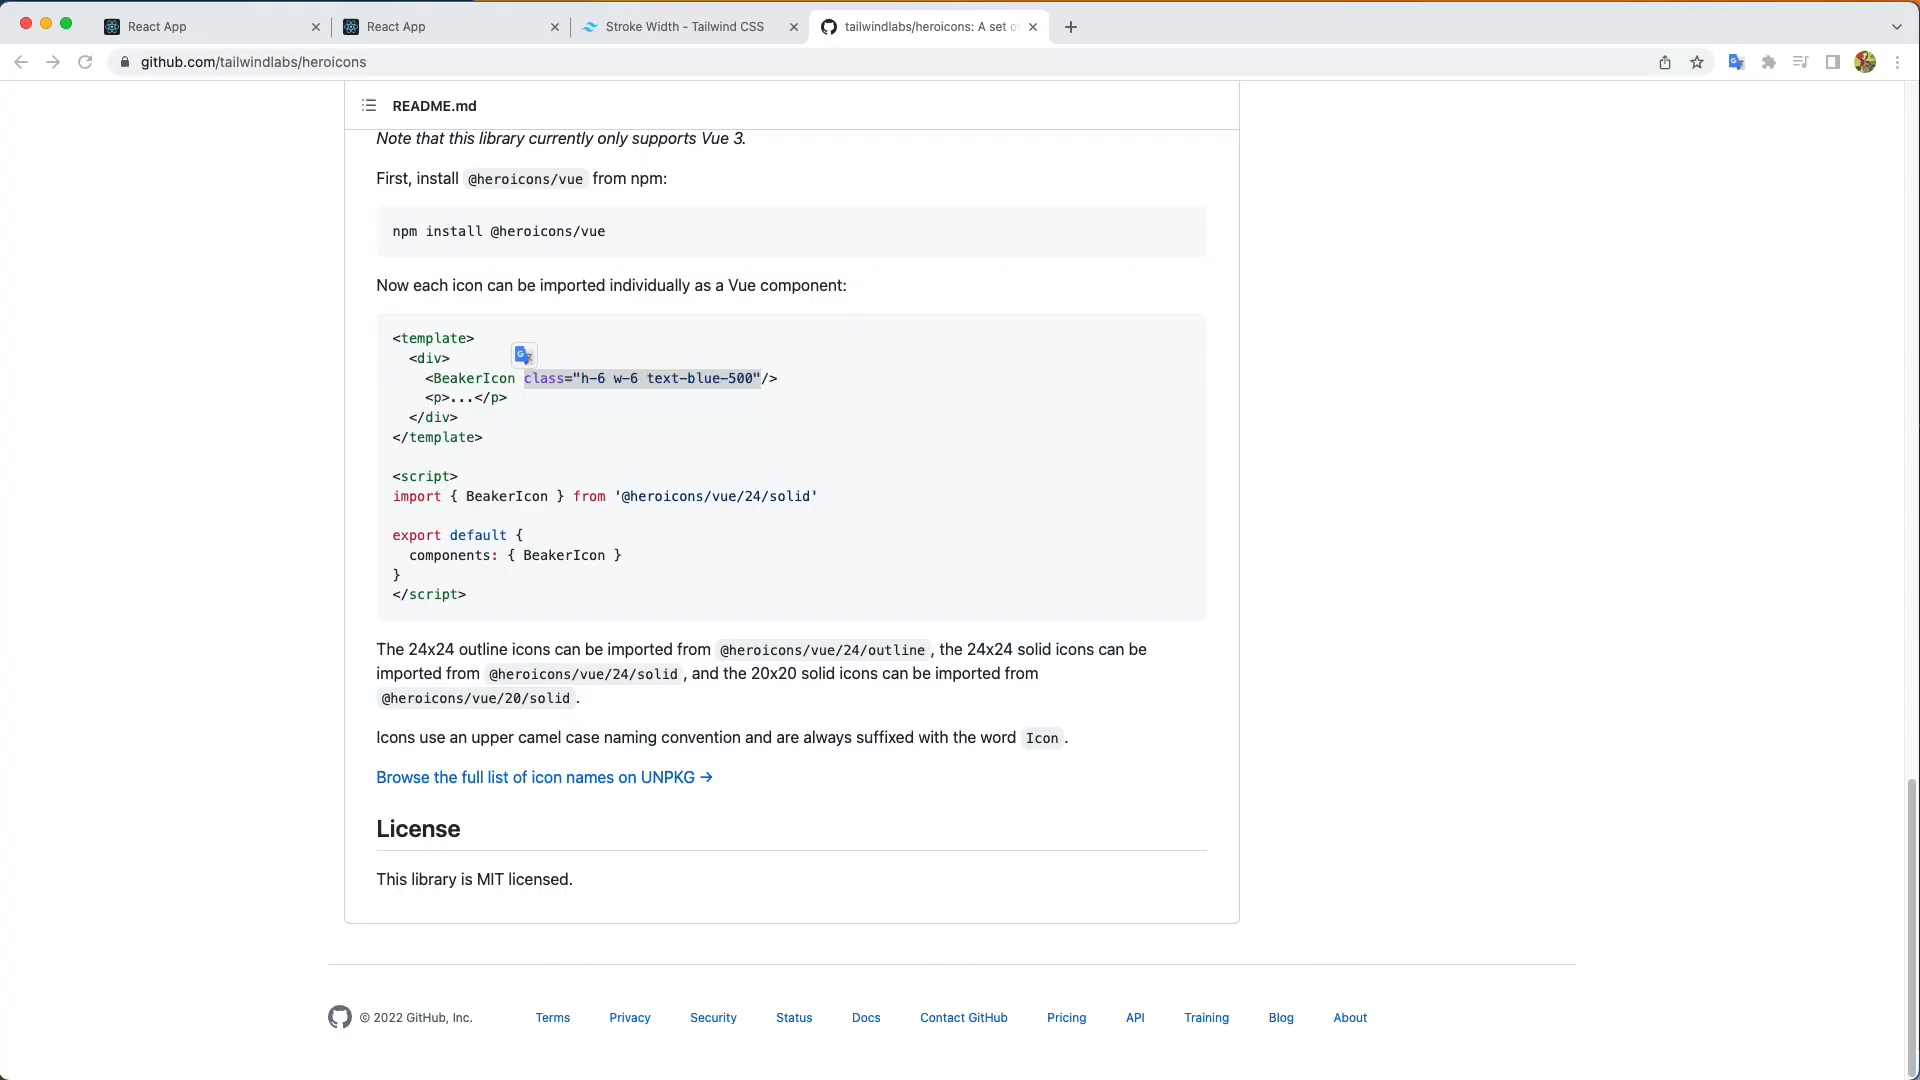 React App
React App
Stroke Width - Tailwind CSS
tailwindlabs/heroicons: A set o
github.com/tailwindlabs/heroicons
README.md
Note that this library currently only supports Vue 3.
First, install @heroicons/vue from npm:
npm install @heroicons/vue
Now each icon can be imported individually as a Vue component:
<template>
<div>
<BeakerIcon class="h-6 w-6 text-blue-500"/>
<p>...</p>
</div>
</template>
<script>
import { BeakerIcon } from '@heroicons/vue/24/solid'
export default {
components: { BeakerIcon }
}
</script>
The 24x24 outline icons can be imported from @heroicons/vue/24/outline , the 24x24 solid icons can be
imported from @heroicons/vue/24/solid , and the 20x20 solid icons can be imported from
@heroicons/vue/20/solid .
Icons use an upper camel case naming convention and are always suffixed with the word Icon .
Browse the full list of icon names on UNPKG →
License
This library is MIT licensed.
© 2022 GitHub, Inc. Terms Privacy Security Status Docs Contact GitHub Pricing API Training Blog About